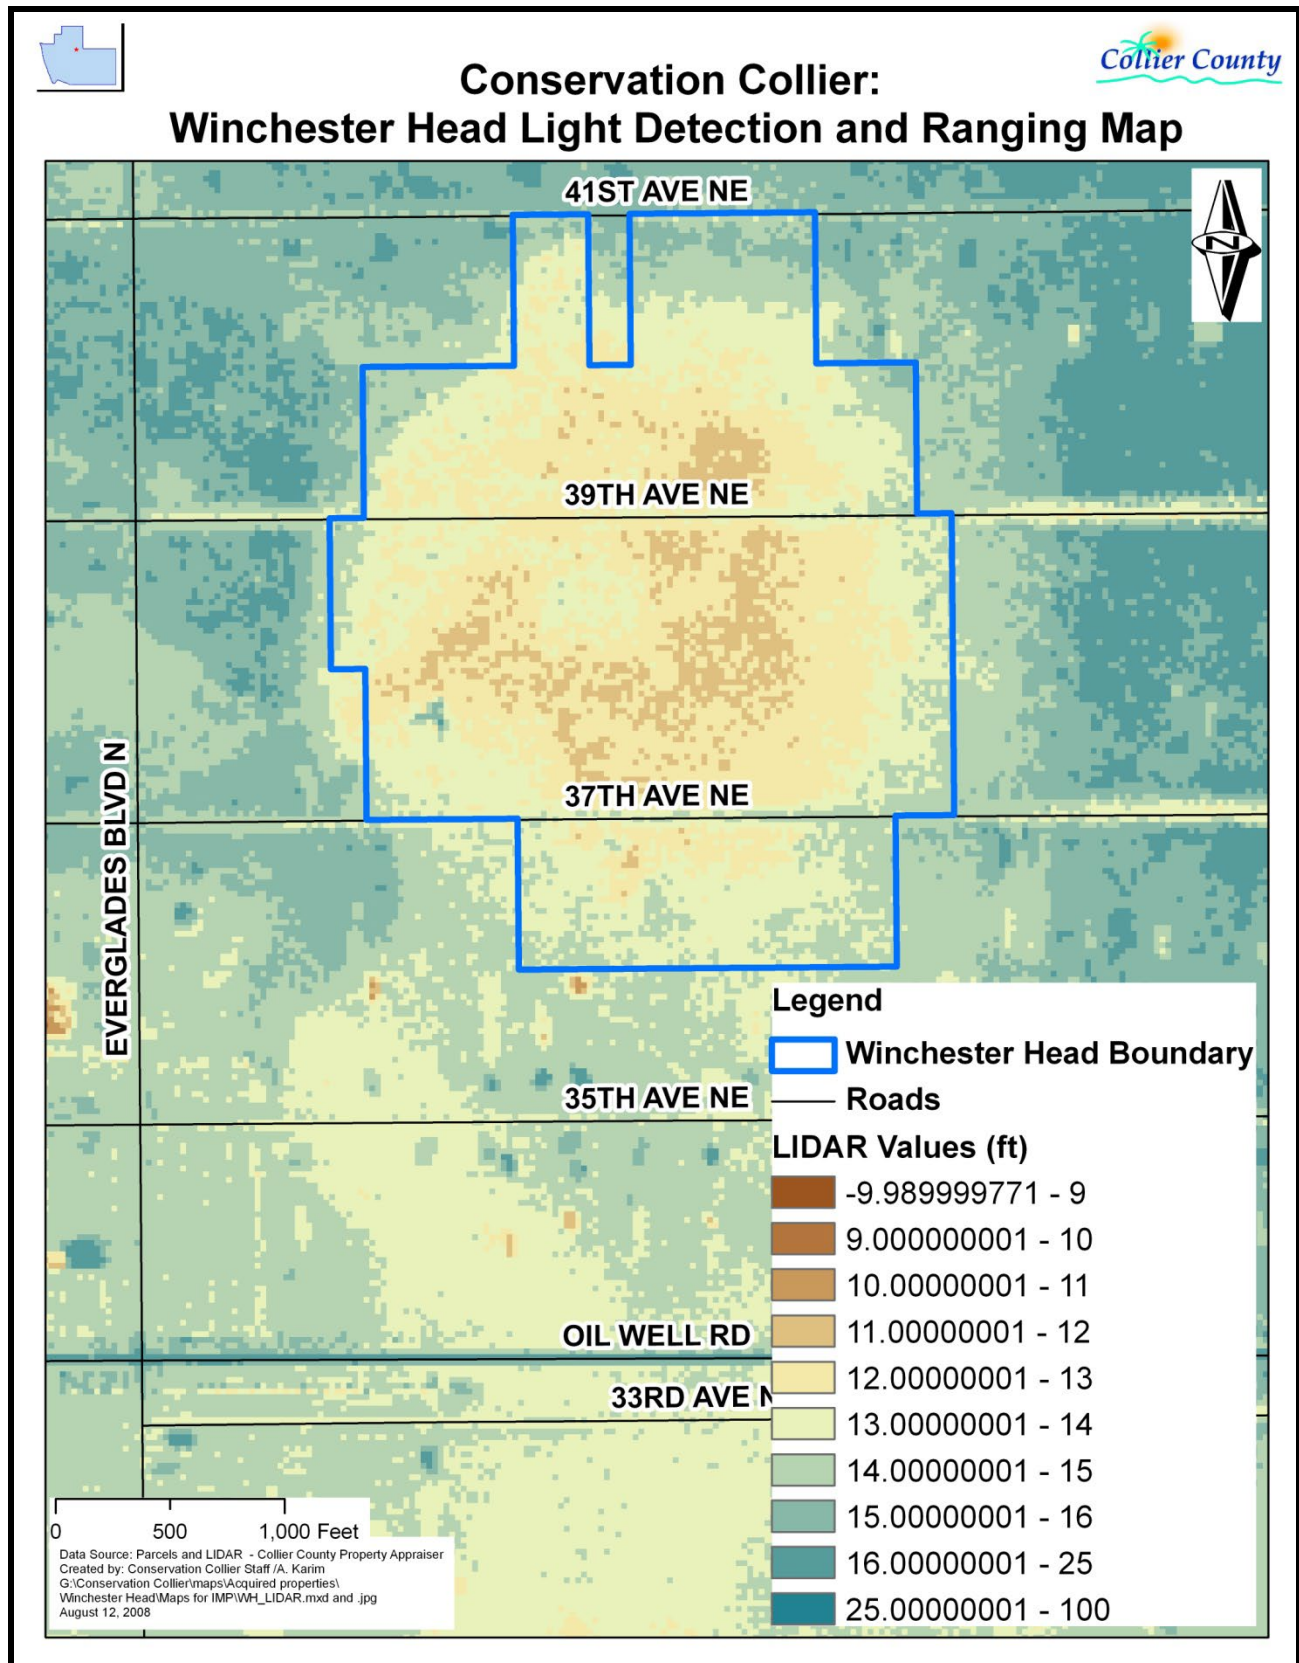 Collier County
Conservation Collier:
Winchester Head Light Detection and Ranging Map
41ST AVE NE
N
39TH AVE NE
37TH AVE NE
EVERGLADES BLVD N
35TH AVE NE
OIL WELL RD
33RD AVE N
Legend
Winchester Head Boundary
Roads
LIDAR Values (ft)
-9.989999771 - 9
9.000000001 - 10
10.00000001 - 11
11.00000001 - 12
12.00000001 - 13
13.00000001 - 14
14.00000001 - 15
15.00000001 - 16
16.00000001 - 25
25.00000001 - 100
0 500 1,000 Feet
Data Source: Parcels and LIDAR - Collier County Property Appraiser
Created by: Conservation Collier Staff /A. Karim
G:\Conservation Collier\maps\Acquired properties\
Winchester Head\Maps for IMP\WH_LIDAR.mxd and .jpg
August 12, 2008